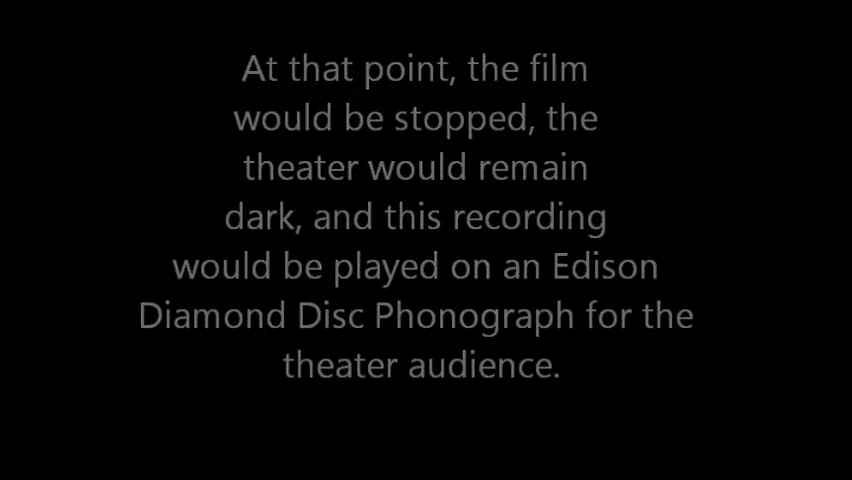 At that point, the film
would be stopped, the
theater would remain
dark, and this recording
would be played on an Edison
Diamond Disc Phonograph for the
theater audience.